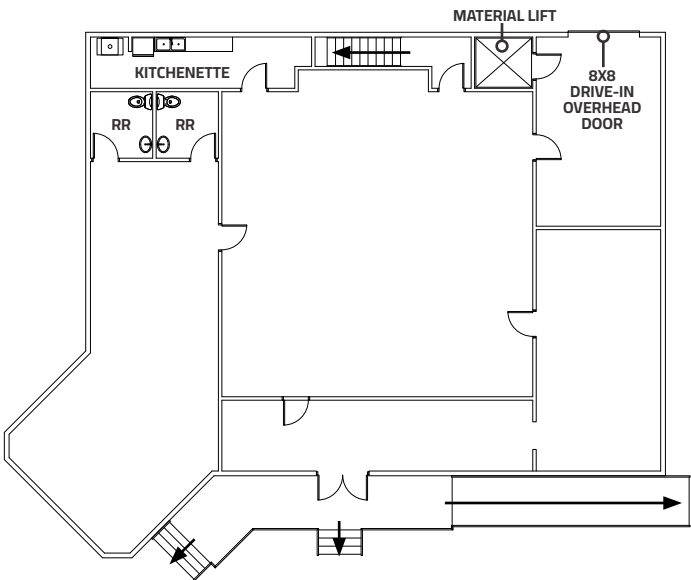 MATERIAL LIFT
KITCHENETTE
8X8
DRIVE-IN
OVERHEAD
DOOR
RR
RR